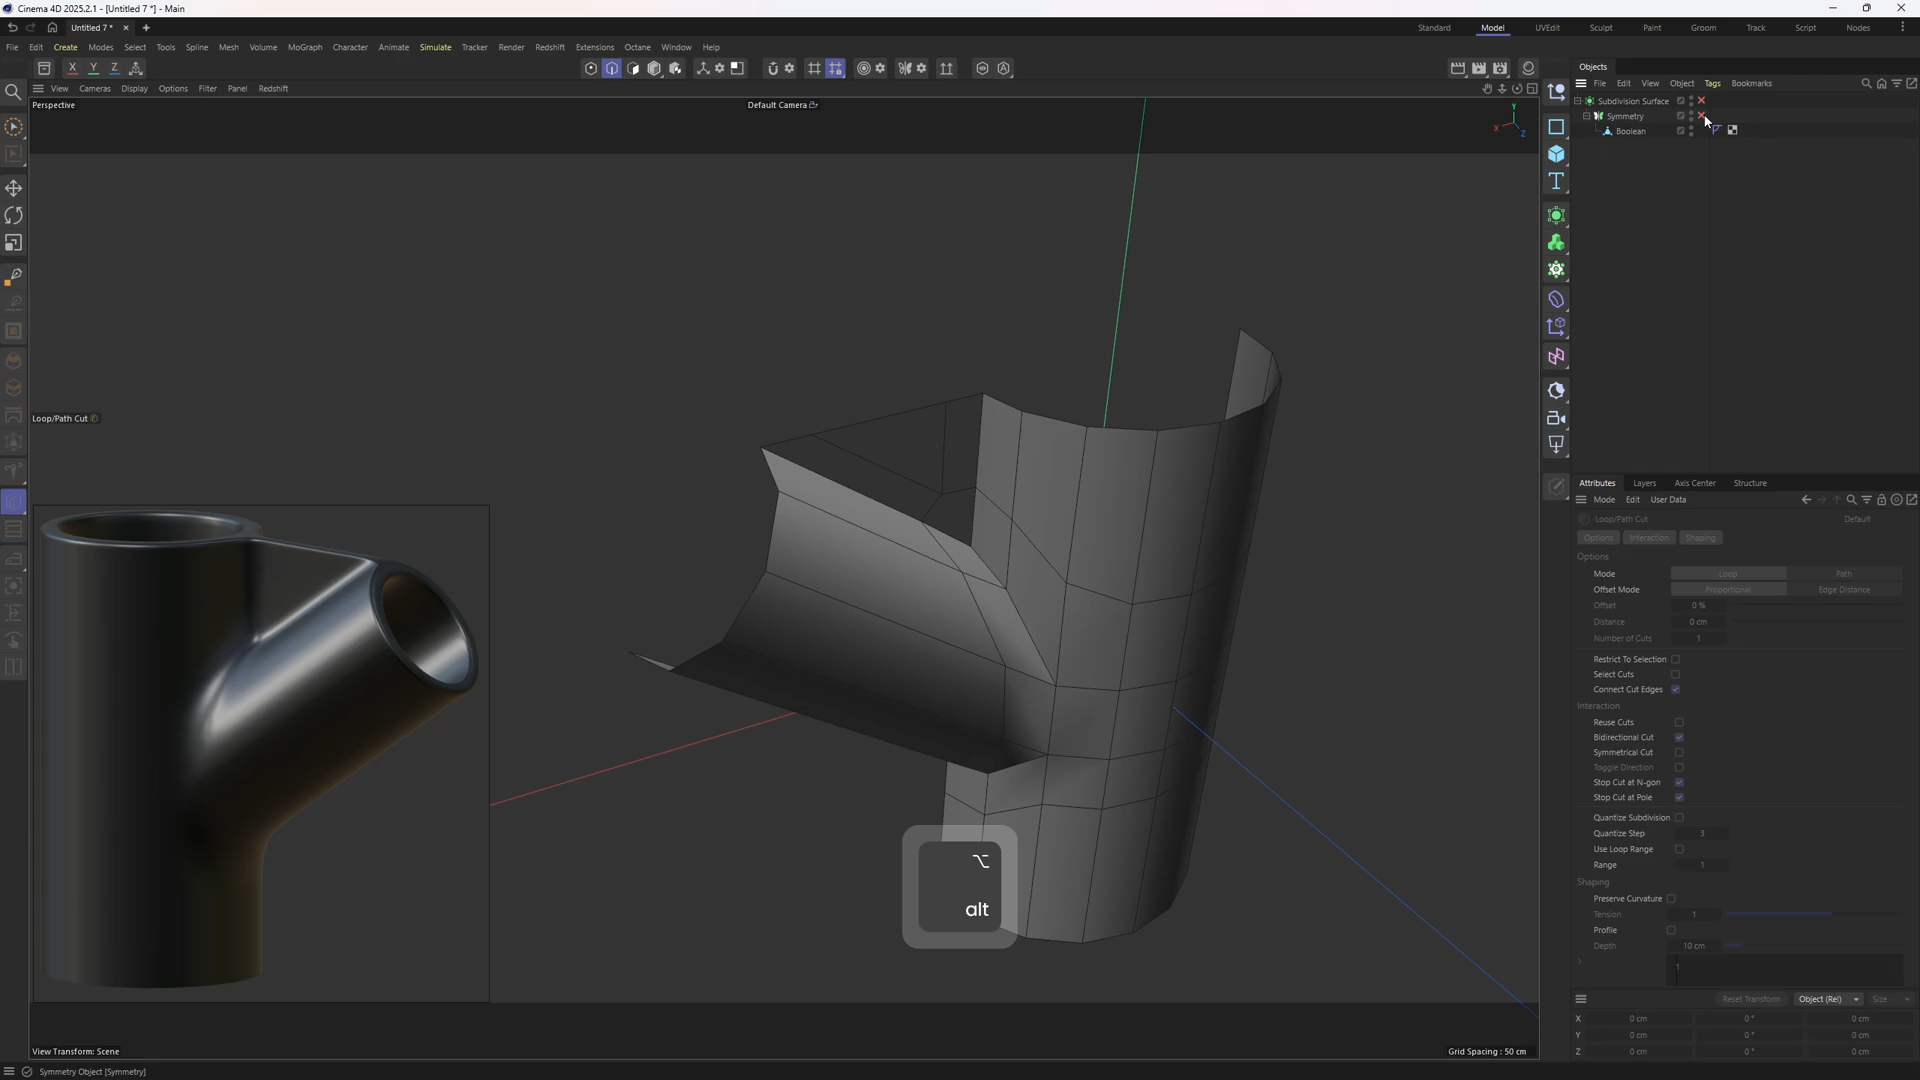 Cinema 4D 2025.2.1 - [Untitled 7 *] - Main
Untitled 7 *
Standard Model UVEdit Sculpt Paint Groom Track Script Nodes
File Edit Create Modes Select Tools Spline Mesh Volume MoGraph Character Animate Simulate Tracker Render Redshift Extensions Octane Window Help
X Y Z
Objects
View Cameras Display Options Filter Panel Redshift
File Edit View Object Tags Bookmarks
Perspective
Default Camera
Y
X
Z
Subdivision Surface
Symmetry
Boolean
Loop/Path Cut
alt
View Transform: Scene
Grid Spacing : 50 cm
Attributes Layers Axis Center Structure
Mode Edit User Data
Loop/Path Cut Default
Options Interaction Shaping
Options
Mode Loop Path
Offset Mode Proportional Edge Distance
Offset 0 %
Distance 0 cm
Number of Cuts 1
Restrict To Selection
Select Cuts
Connect Cut Edges
Interaction
Reuse Cuts
Bidirectional Cut
Symmetrical Cut
Toggle Direction
Stop Cut at N-gon
Stop Cut at Pole
Quantize Subdivision
Quantize Step 3
Use Loop Range
Range 1
Shaping
Preserve Curvature
Tension 1
Profile
Depth 10 cm
1
Reset Transform Object (Rel) Size
X 0 cm 0 ° 0 cm
Y 0 cm 0 ° 0 cm
Z 0 cm 0 ° 0 cm
Symmetry Object [Symmetry]